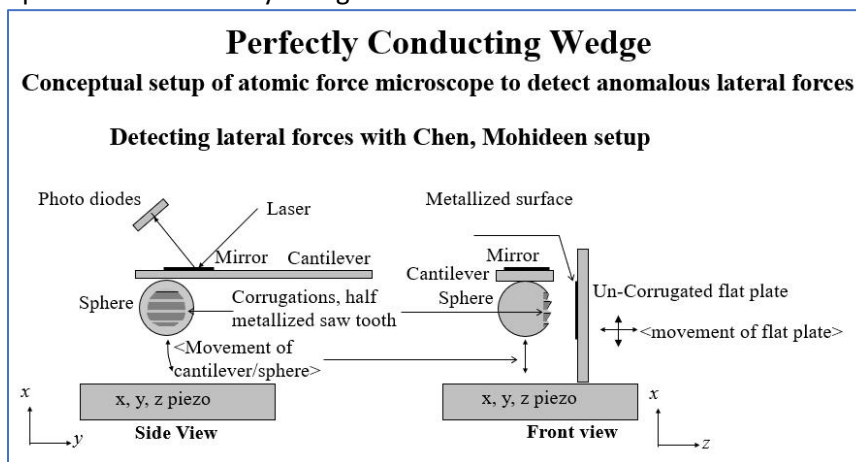 Perfectly Conducting Wedge
Conceptual setup of atomic force microscope to detect anomalous lateral forces
Detecting lateral forces with Chen, Mohideen setup
Photo diodes
Laser
Mirror
Cantilever
Sphere
Corrugations, half
metallized saw tooth
<Movement of
cantilever/sphere>
x, y, z piezo
x
y
Side View
Metallized surface
Mirror
Cantilever
Sphere
Un-Corrugated flat plate
<movement of flat plate>
x, y, z piezo
x
z
Front view